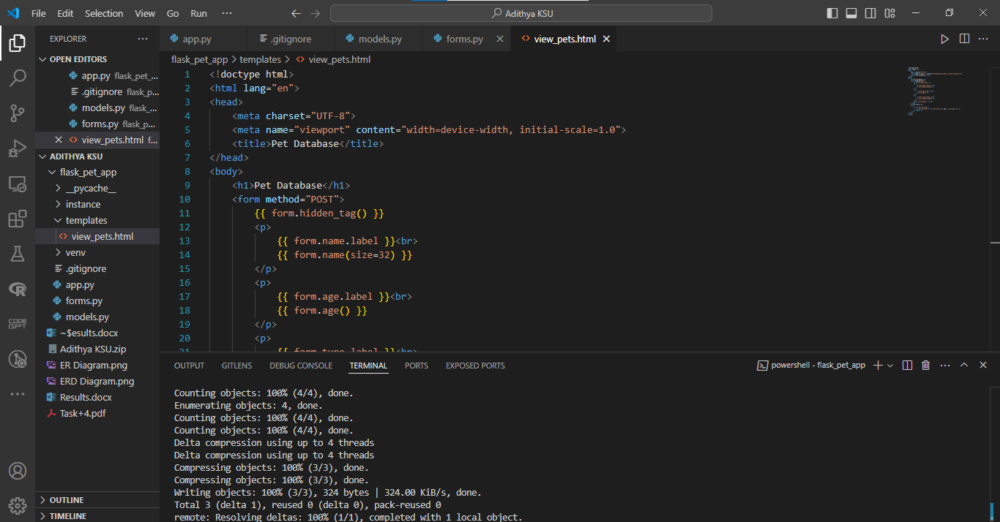 File Edit Selection View Go Run ··· Adithya KSU
EXPLORER ···
OPEN EDITORS
app.py flask_pet_...
.gitignore flask_p...
models.py flask_...
forms.py flask_p...
view_pets.html f...
ADITHYA KSU
flask_pet_app
__pycache__
instance
templates
view_pets.html
venv
.gitignore
app.py
forms.py
models.py
~$esults.docx
Adithya KSU.zip
ER Diagram.png
ERD Diagram.png
Results.docx
Task+4.pdf
OUTLINE
TIMELINE
CODE
GPT
app.py .gitignore models.py forms.py view_pets.html
flask_pet_app > templates > view_pets.html
1 <!doctype html>
2 <html lang="en">
3 <head>
4 <meta charset="UTF-8">
5 <meta name="viewport" content="width=device-width, initial-scale=1.0">
6 <title>Pet Database</title>
7 </head>
8 <body>
9 <h1>Pet Database</h1>
10 <form method="POST">
11 {{ form.hidden_tag() }}
12 <p>
13 {{ form.name.label }}<br>
14 {{ form.name(size=32) }}
15 </p>
16 <p>
17 {{ form.age.label }}<br>
18 {{ form.age() }}
19 </p>
20 <p>
21 {{ form.type.label }}<br>
OUTPUT GITLENS DEBUG CONSOLE TERMINAL PORTS EXPOSED PORTS powershell - flask_pet_app
Counting objects: 100% (4/4), done.
Enumerating objects: 4, done.
Counting objects: 100% (4/4), done.
Counting objects: 100% (4/4), done.
Delta compression using up to 4 threads
Delta compression using up to 4 threads
Compressing objects: 100% (3/3), done.
Compressing objects: 100% (3/3), done.
Writing objects: 100% (3/3), 324 bytes | 324.00 KiB/s, done.
Total 3 (delta 1), reused 0 (delta 0), pack-reused 0
remote: Resolving deltas: 100% (1/1), completed with 1 local object.